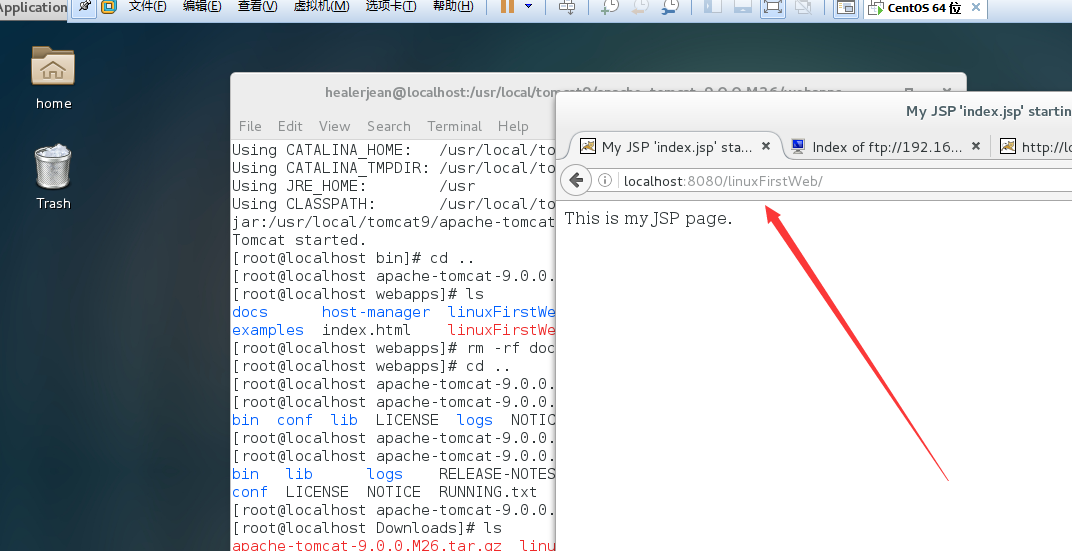 Application 文件(F) 编辑(E) 查看(V) 虚拟机(M) 选项卡(T) 帮助(H) CentOS 64 位
home
Trash
healerjean@localhost:/usr/local/tomcat9/apache-tomcat-9.0.0.M26/webapps
File Edit View Search Terminal Help
Using CATALINA_HOME: /usr/local/to
Using CATALINA_TMPDIR: /usr/local/to
Using JRE_HOME: /usr
Using CLASSPATH: /usr/local/to
jar:/usr/local/tomcat9/apache-tomcat
Tomcat started.
[root@localhost bin]# cd ..
[root@localhost apache-tomcat-9.0.0.
[root@localhost webapps]# ls
docs host-manager linuxFirstWe
examples index.html linuxFirstWe
[root@localhost webapps]# rm -rf doc
[root@localhost webapps]# cd ..
[root@localhost apache-tomcat-9.0.0.
[root@localhost apache-tomcat-9.0.0.
bin conf lib LICENSE logs NOTIC
[root@localhost apache-tomcat-9.0.0.
[root@localhost apache-tomcat-9.0.0.
bin lib logs RELEASE-NOTES
conf LICENSE NOTICE RUNNING.txt
[root@localhost apache-tomcat-9.0.0.
[root@localhost Downloads]# ls
apache-tomcat-9.0.0.M26.tar.gz linu
My JSP 'index.jsp' startin
My JSP 'index.jsp' sta... Index of ftp://192.16... http://lo
localhost:8080/linuxFirstWeb/
This is my JSP page.